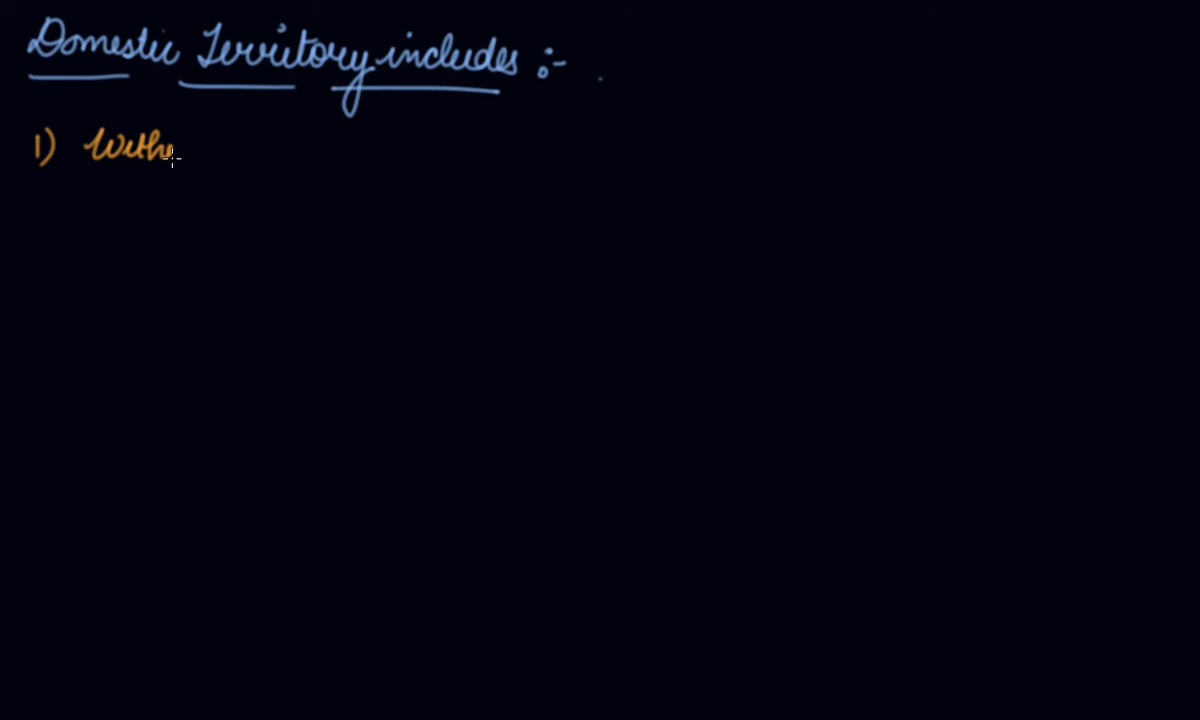 Domestic Territory includes :-
1) Withi